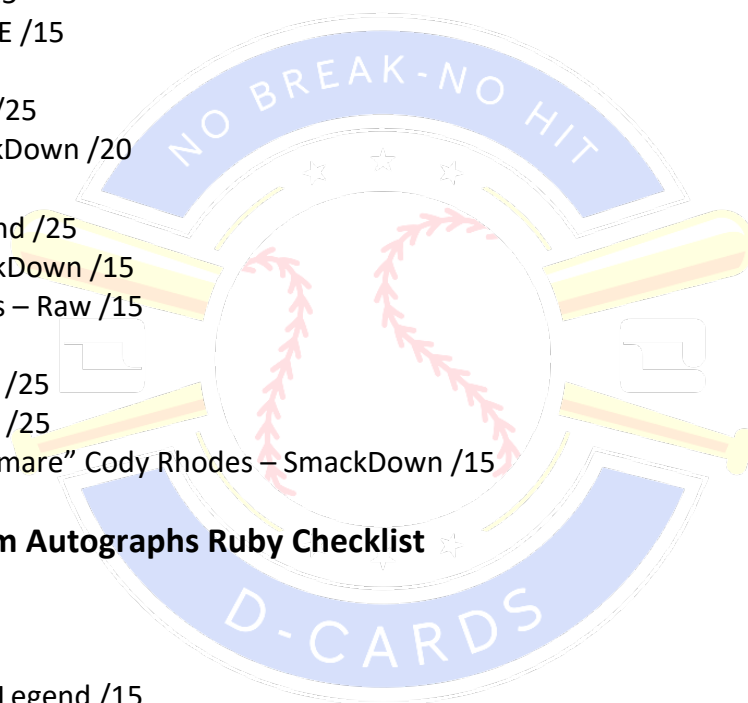 E /15
/25
kDown /20
nd /25
kDown /15
s – Raw /15
/25
/25
mare” Cody Rhodes – SmackDown /15
m Autographs Ruby Checklist
Legend /15
NO BREAK-NO HIT
D-CARDS